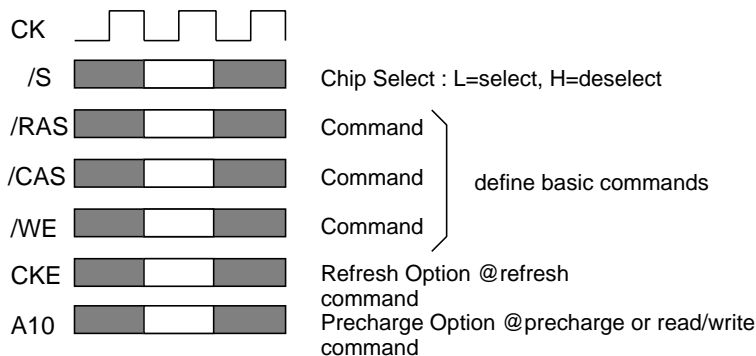 CK
/S Chip Select : L=select, H=deselect
/RAS Command
/CAS Command define basic commands
/WE Command
CKE Refresh Option @refresh
command
A10 Precharge Option @precharge or read/write
command